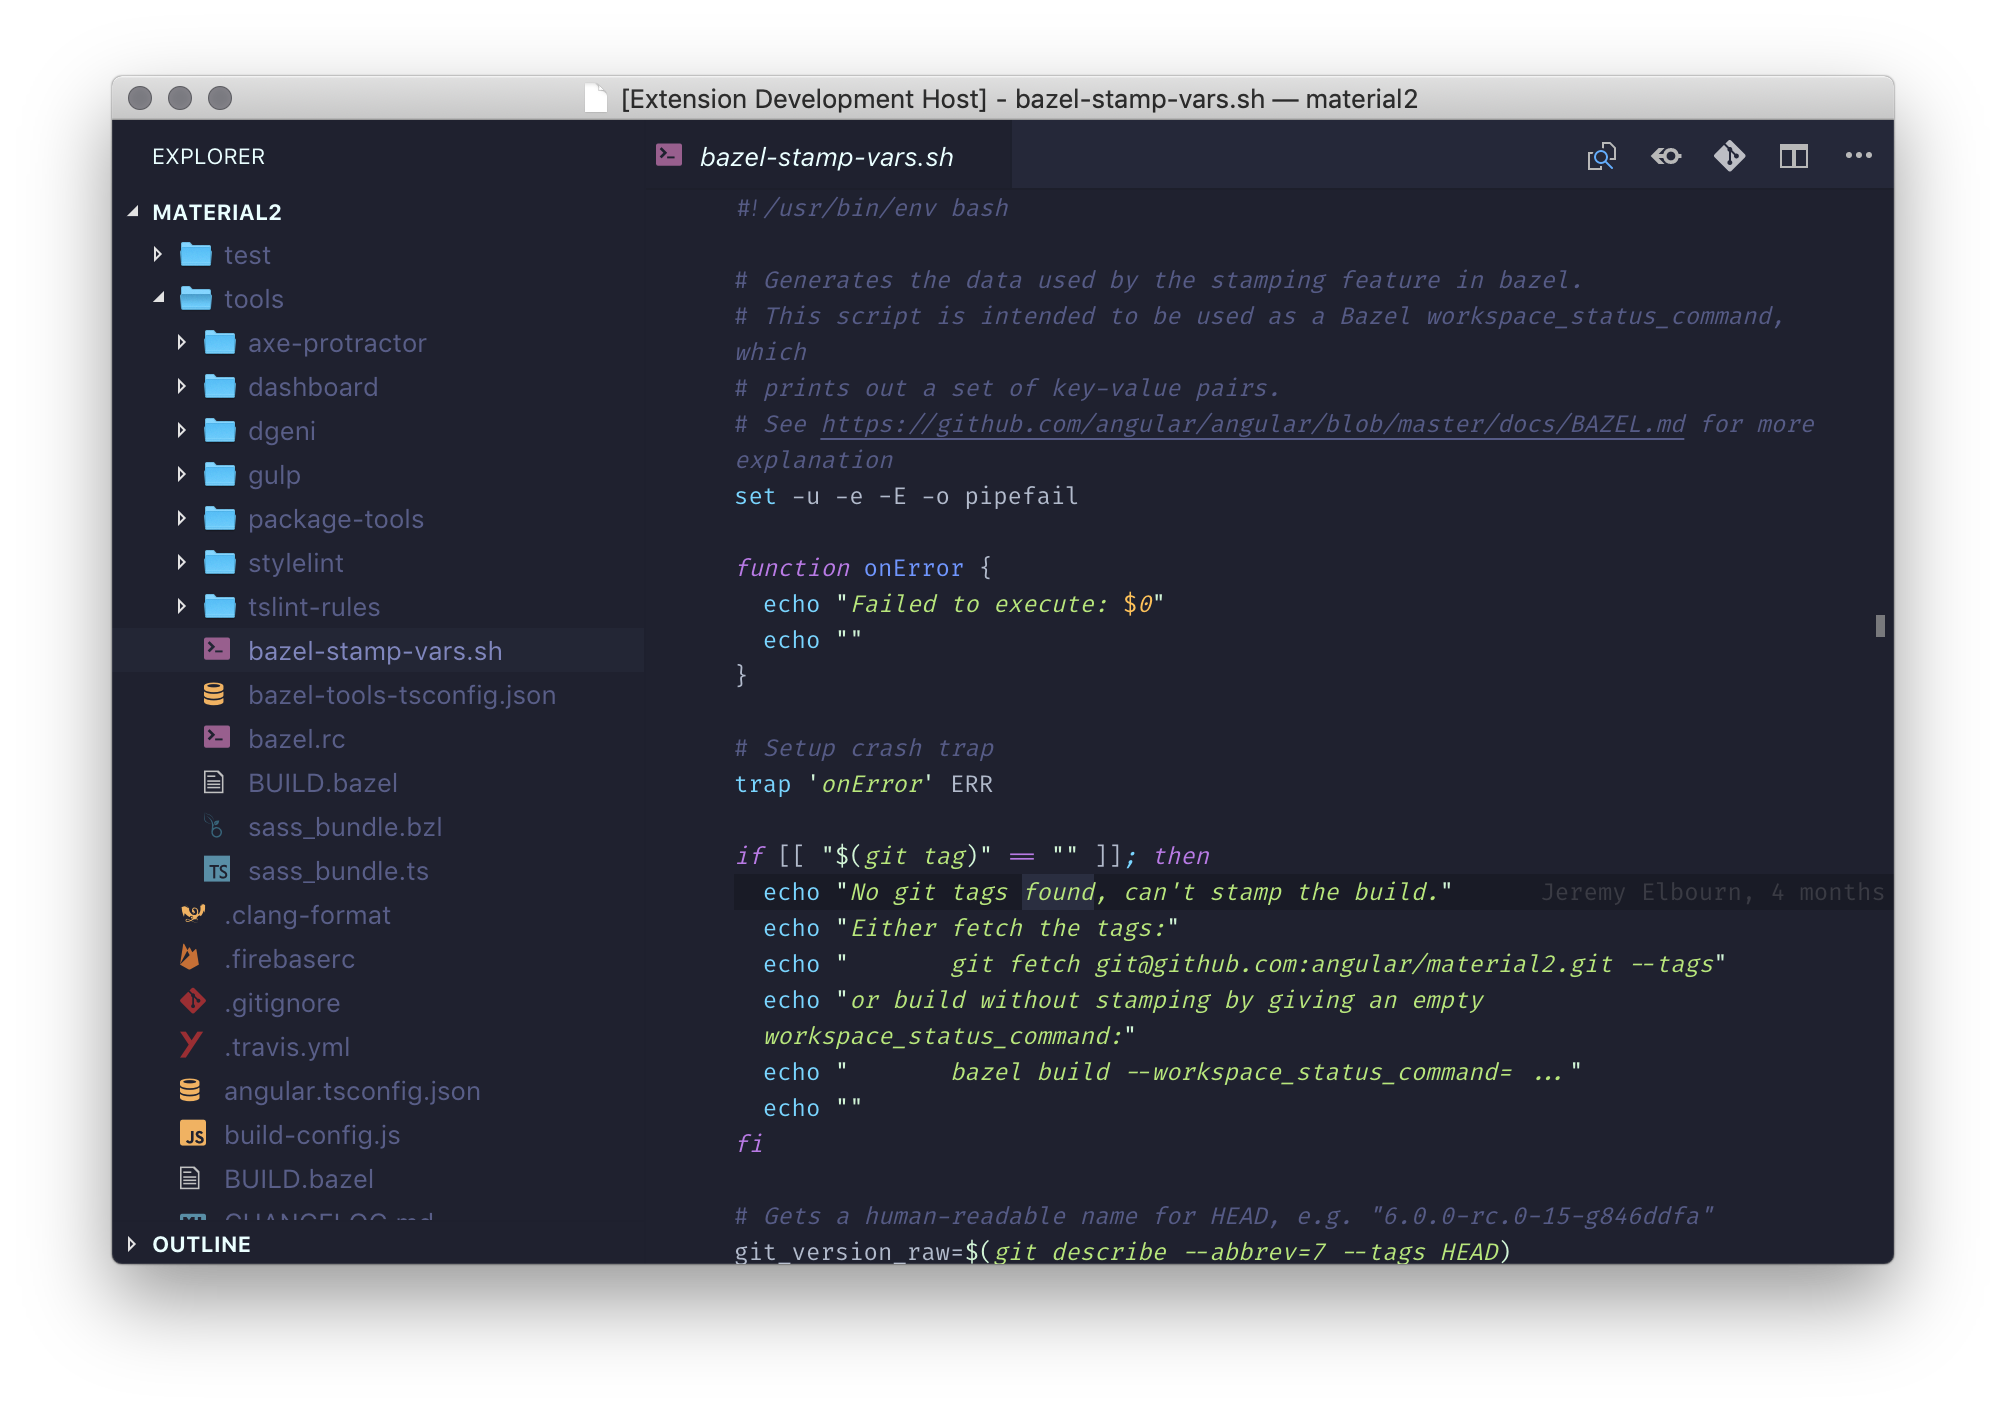 [Extension Development Host] - bazel-stamp-vars.sh — material2
EXPLORER
MATERIAL2
test
tools
axe-protractor
dashboard
dgeni
gulp
package-tools
stylelint
tslint-rules
bazel-stamp-vars.sh
bazel-tools-tsconfig.json
bazel.rc
BUILD.bazel
sass_bundle.bzl
TS sass_bundle.ts
.clang-format
.firebaserc
.gitignore
.travis.yml
angular.tsconfig.json
JS build-config.js
BUILD.bazel
CHANGELOG.md
OUTLINE
bazel-stamp-vars.sh
#!/usr/bin/env bash
# Generates the data used by the stamping feature in bazel.
# This script is intended to be used as a Bazel workspace_status_command,
which
# prints out a set of key-value pairs.
# See https://github.com/angular/angular/blob/master/docs/BAZEL.md for more
explanation
set -u -e -E -o pipefail
function onError {
  echo "Failed to execute: $0"
  echo ""
}
# Setup crash trap
trap 'onError' ERR
if [[ "$(git tag)" == "" ]]; then
  echo "No git tags found, can't stamp the build." Jeremy Elbourn, 4 months
  echo "Either fetch the tags:"
  echo "       git fetch git@github.com:angular/material2.git --tags"
  echo "or build without stamping by giving an empty
  workspace_status_command:"
  echo "       bazel build --workspace_status_command= ..."
  echo ""
fi
# Gets a human-readable name for HEAD, e.g. "6.0.0-rc.0-15-g846ddfa"
git_version_raw=$(git describe --abbrev=7 --tags HEAD)